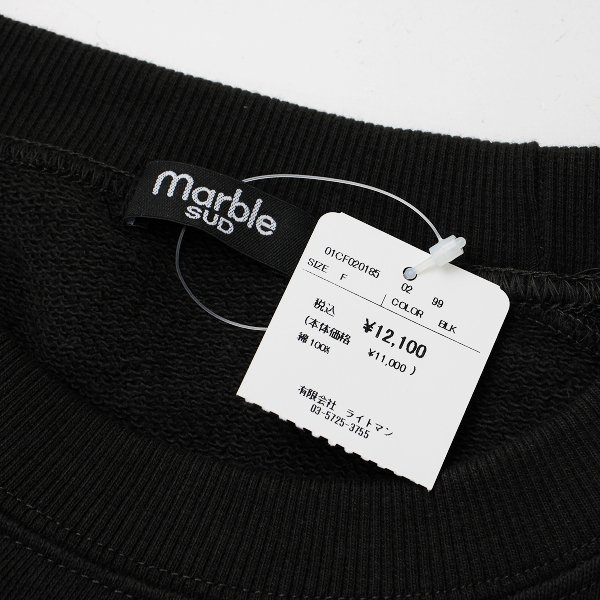 marble
SUD
01CF020185 02 99
SIZE F COLOR BLK
税込 ¥12,100
(本体価格 ¥11,000)
綿100%
有限会社 ライトマン
03-5725-3755